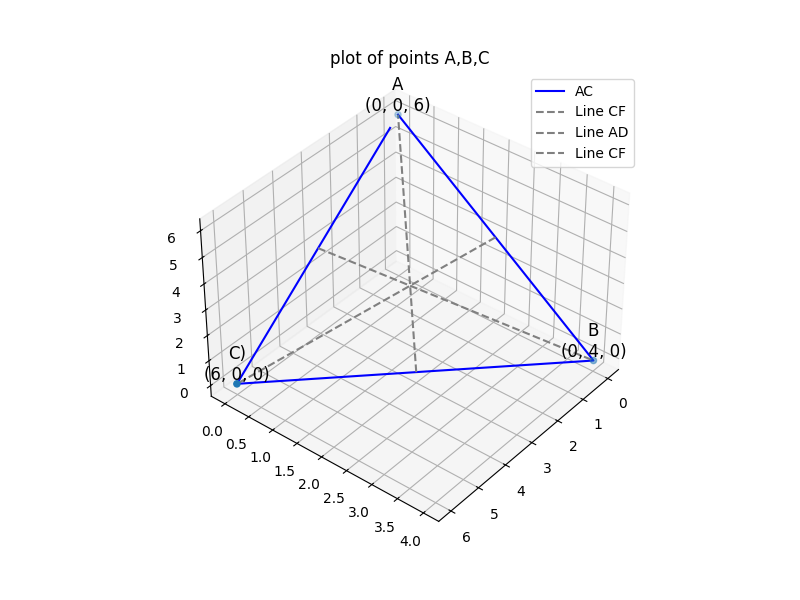 plot of points A,B,C
A
(0, 0, 6)
AC
Line CF
Line AD
Line CF
B
(0, 4, 0)
C)
(6, 0, 0)
6
5
4
3
2
1
0
0.0
0.5
1.0
1.5
2.0
2.5
3.0
3.5
4.0
0
1
2
3
4
5
6